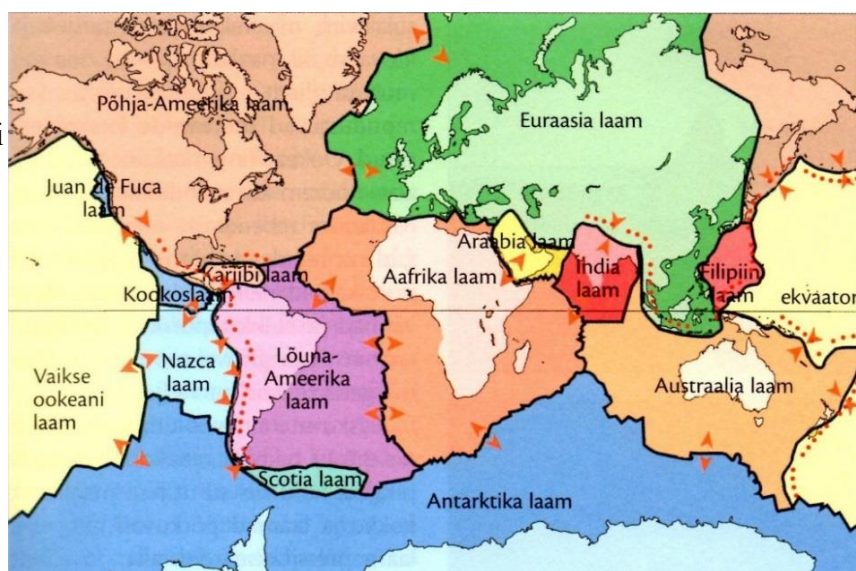 Põhja-Ameerika laam
i
Euraasia laam
Juan de Fuca
laam
Araabia laam
Kariibi laam
Aafrika laam
India
laam
Filipiin
laam
Kookoslaam
ekvaator
Nazca
laam
Lõuna-
Ameerika
laam
Vaikse
ookeani
laam
Austraalia laam
Scotia laam
Antarktika laam